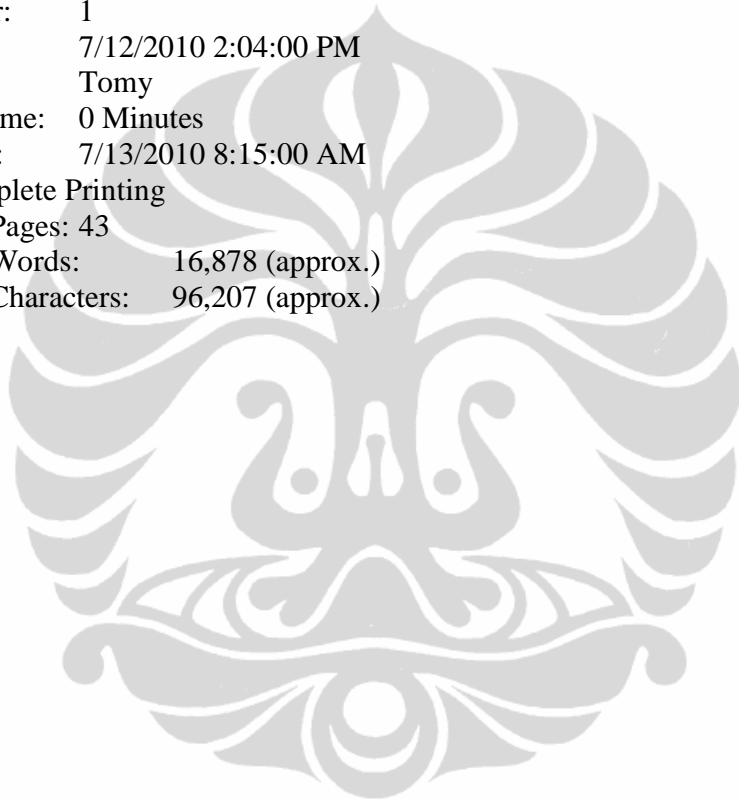 r: 1
7/12/2010 2:04:00 PM
Tomy
me: 0 Minutes
: 7/13/2010 8:15:00 AM
plete Printing
Pages: 43
Words: 16,878 (approx.)
Characters: 96,207 (approx.)